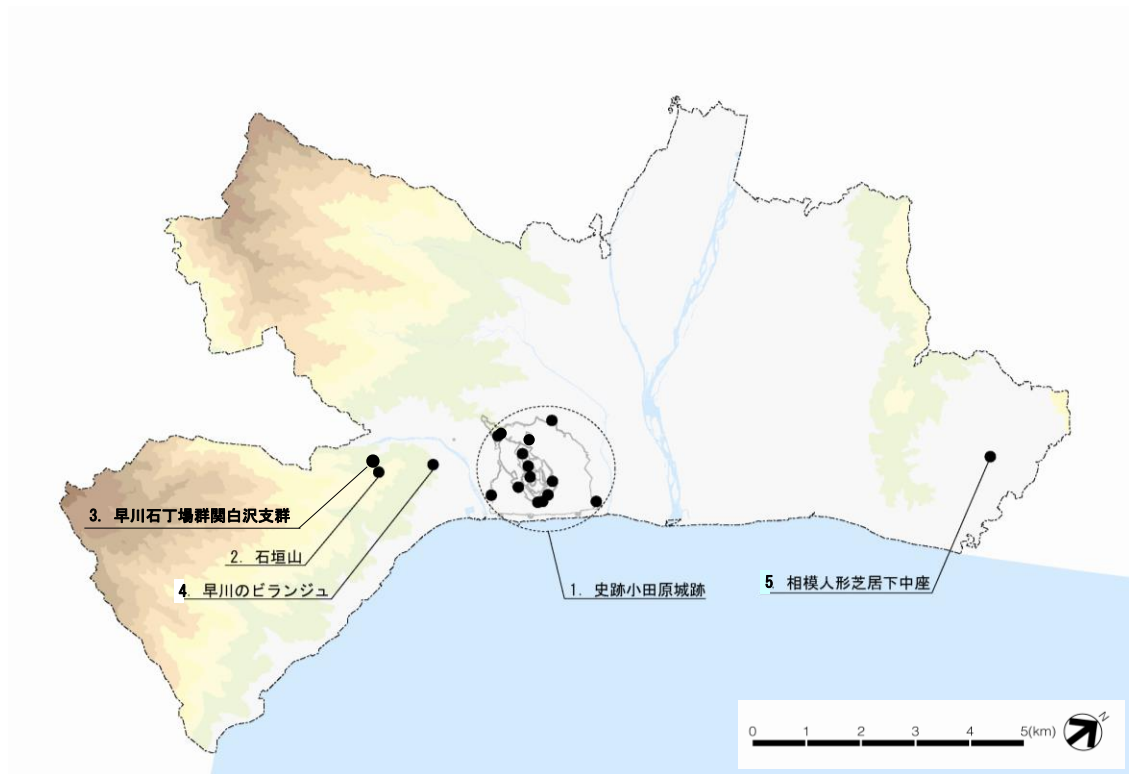 3. 早川石丁場群関白沢支群
2. 石垣山
4. 早川のビランジュ
1. 史跡小田原城跡
5. 相模人形芝居下中座
0 1 2 3 4 5(km)
N